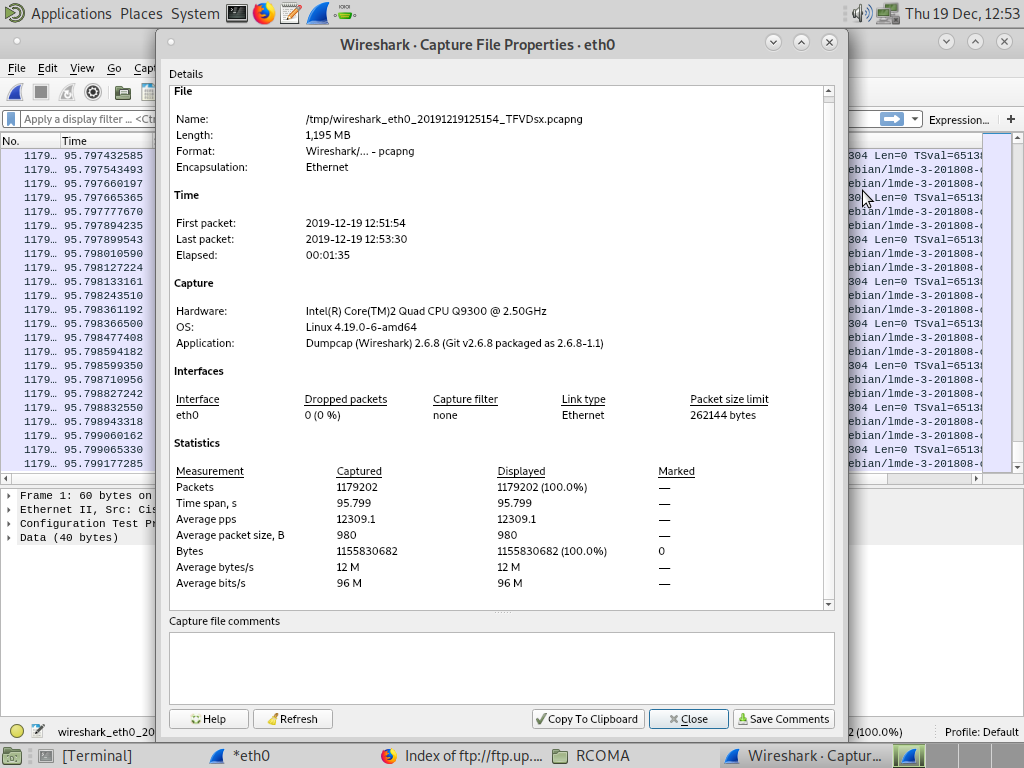 Applications Places System Thu 19 Dec, 12:53
Wireshark · Capture File Properties · eth0
File Edit View Go Capt
Apply a display filter ... <Ctr
Expression... +
No. Time
1179… 95.797432585
1179… 95.797543493
1179… 95.797660197
1179… 95.797665365
1179… 95.797777670
1179… 95.797894235
1179… 95.797899543
1179… 95.798010590
1179… 95.798127224
1179… 95.798133161
1179… 95.798243510
1179… 95.798361192
1179… 95.798366500
1179… 95.798477408
1179… 95.798594182
1179… 95.798599350
1179… 95.798710956
1179… 95.798827242
1179… 95.798832550
1179… 95.798943318
1179… 95.799060162
1179… 95.799065330
1179… 95.799177285
Frame 1: 60 bytes on
Ethernet II, Src: Cis
Configuration Test Pr
Data (40 bytes)
Details
File
Name: /tmp/wireshark_eth0_20191219125154_TFVDsx.pcapng
Length: 1,195 MB
Format: Wireshark/... - pcapng
Encapsulation: Ethernet
Time
First packet: 2019-12-19 12:51:54
Last packet: 2019-12-19 12:53:30
Elapsed: 00:01:35
Capture
Hardware: Intel(R) Core(TM)2 Quad CPU Q9300 @ 2.50GHz
OS: Linux 4.19.0-6-amd64
Application: Dumpcap (Wireshark) 2.6.8 (Git v2.6.8 packaged as 2.6.8-1.1)
Interfaces
Interface Dropped packets Capture filter Link type Packet size limit
eth0 0 (0 %) none Ethernet 262144 bytes
Statistics
Measurement Captured Displayed Marked
Packets 1179202 1179202 (100.0%) —
Time span, s 95.799 95.799 —
Average pps 12309.1 12309.1 —
Average packet size, B 980 980 —
Bytes 1155830682 1155830682 (100.0%) 0
Average bytes/s 12 M 12 M —
Average bits/s 96 M 96 M —
Capture file comments
Help Refresh Copy To Clipboard Close Save Comments
304 Len=0 TSval=65138
ebian/lmde-3-201808-c
ebian/lmde-3-201808-c
30 Len=0 TSval=65138
ebian/lmde-3-201808-c
ebian/lmde-3-201808-c
304 Len=0 TSval=65138
ebian/lmde-3-201808-c
ebian/lmde-3-201808-c
304 Len=0 TSval=65138
ebian/lmde-3-201808-c
ebian/lmde-3-201808-c
304 Len=0 TSval=65138
ebian/lmde-3-201808-c
ebian/lmde-3-201808-c
304 Len=0 TSval=65138
ebian/lmde-3-201808-c
ebian/lmde-3-201808-c
304 Len=0 TSval=65138
ebian/lmde-3-201808-c
ebian/lmde-3-201808-c
304 Len=0 TSval=65138
ebian/lmde-3-201808-c
wireshark_eth0_20 2 (100.0%) Profile: Default
[Terminal] *eth0 Index of ftp://ftp.up.... RCOMA Wireshark · Captur...